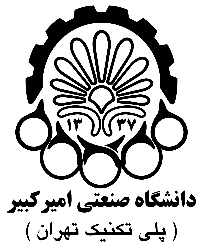 ۱۳ ۳۷
دانشگاه صنعتی امیرکبیر
( پلی تکنیک تهران )